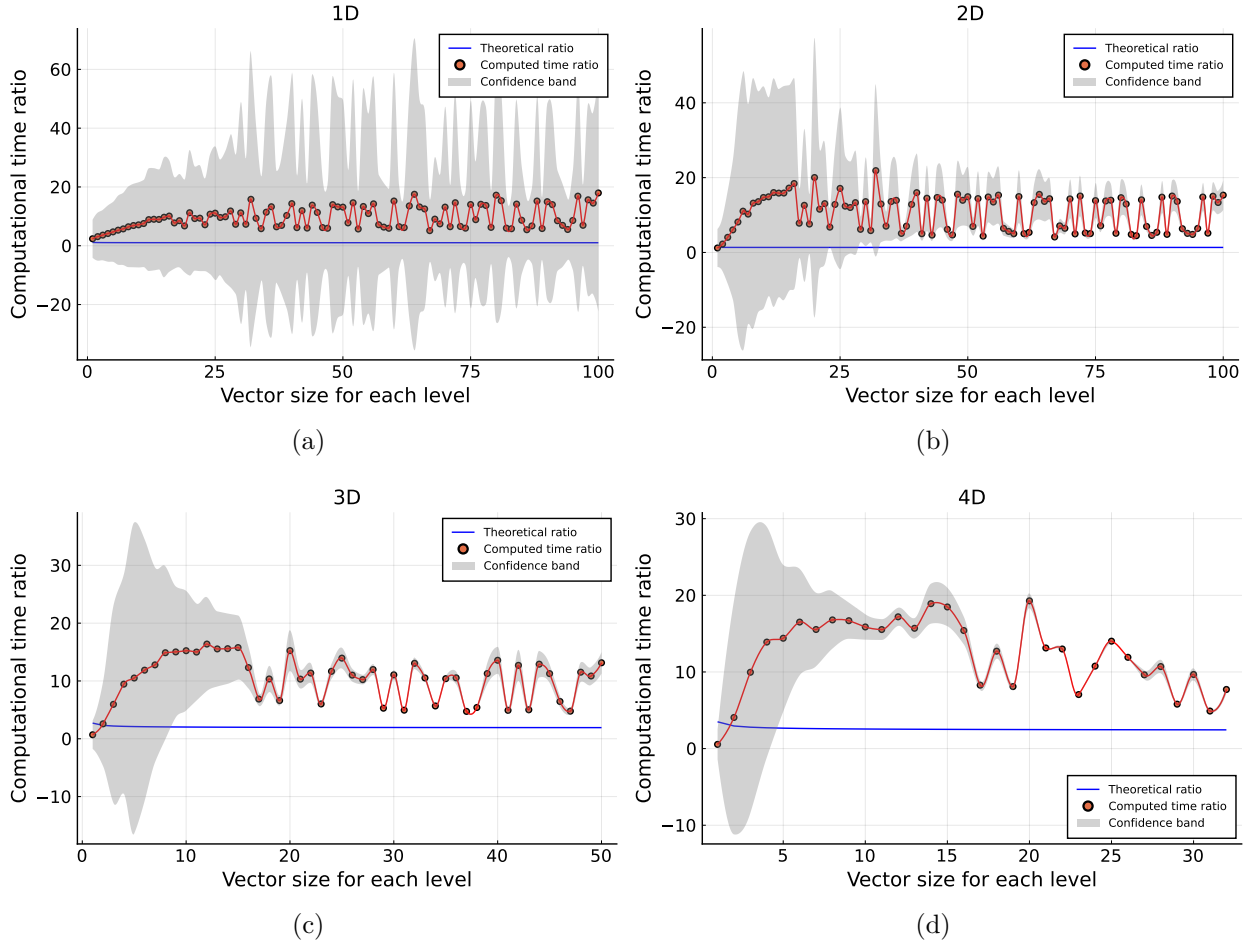 1D
Computational time ratio
60
40
20
0
−20
Theoretical ratio
Computed time ratio
Confidence band
0 25 50 75 100
Vector size for each level
(a)
2D
Computational time ratio
40
20
0
−20
Theoretical ratio
Computed time ratio
Confidence band
0 25 50 75 100
Vector size for each level
(b)
3D
Computational time ratio
30
20
10
0
−10
Theoretical ratio
Computed time ratio
Confidence band
0 10 20 30 40 50
Vector size for each level
(c)
4D
Computational time ratio
30
20
10
0
−10
Theoretical ratio
Computed time ratio
Confidence band
5 10 15 20 25 30
Vector size for each level
(d)